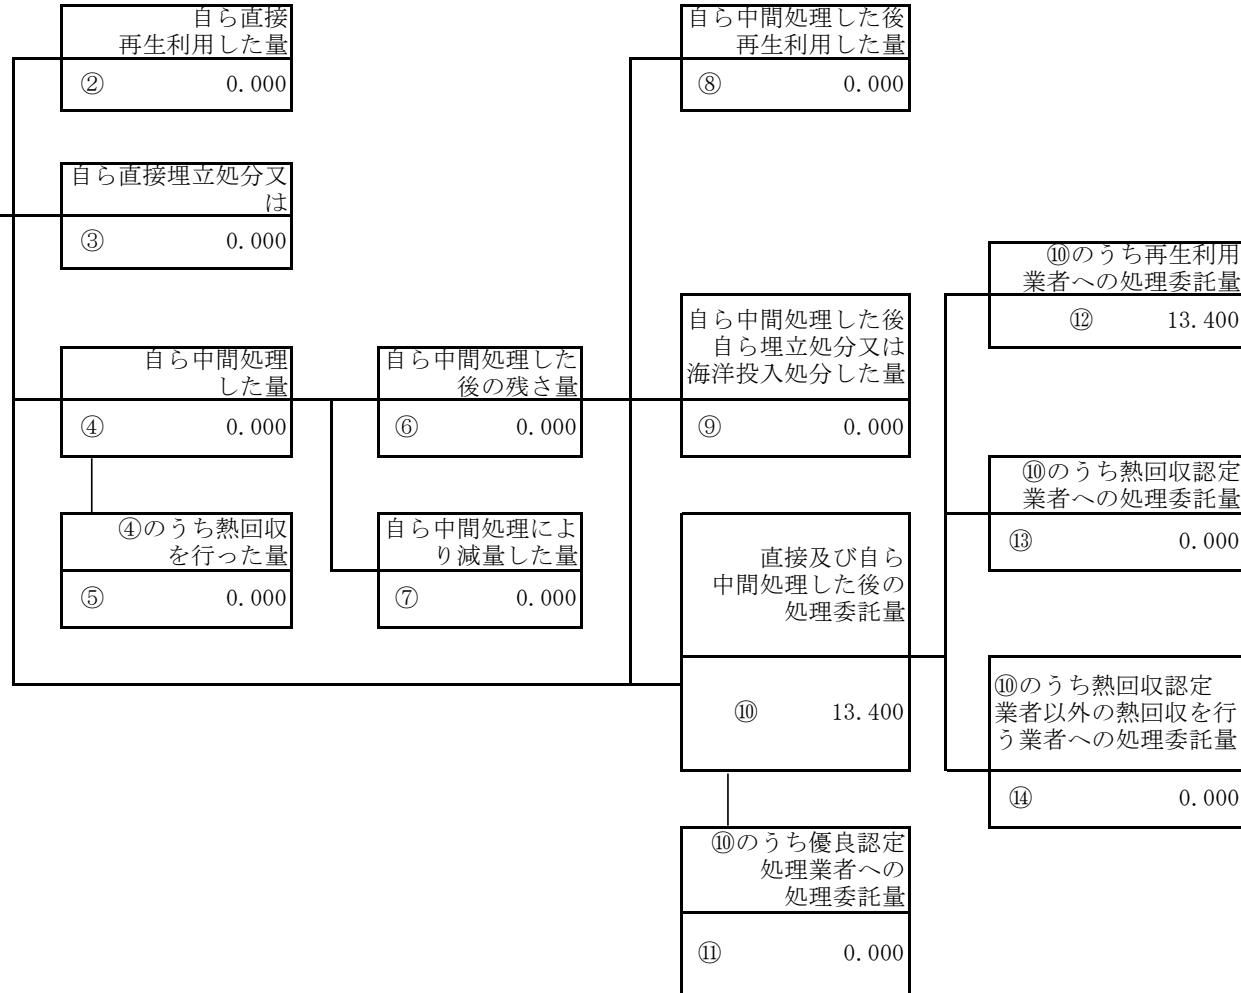 自ら直接
再生利用した量
② 0.000
自ら中間処理した後
再生利用した量
⑧ 0.000
自ら直接埋立処分又
は
③ 0.000
⑩のうち再生利用
業者への処理委託量
⑫ 13.400
自ら中間処理
した量
④ 0.000
自ら中間処理した
後の残さ量
⑥ 0.000
自ら中間処理した後
自ら埋立処分又は
海洋投入処分した量
⑨ 0.000
⑩のうち熱回収認定
業者への処理委託量
⑬ 0.000
④のうち熱回収
を行った量
⑤ 0.000
自ら中間処理によ
り減量した量
⑦ 0.000
直接及び自ら
中間処理した後の
処理委託量
⑩ 13.400
⑩のうち熱回収認定
業者以外の熱回収を行
う業者への処理委託量
⑭ 0.000
⑩のうち優良認定
処理業者への
処理委託量
⑪ 0.000